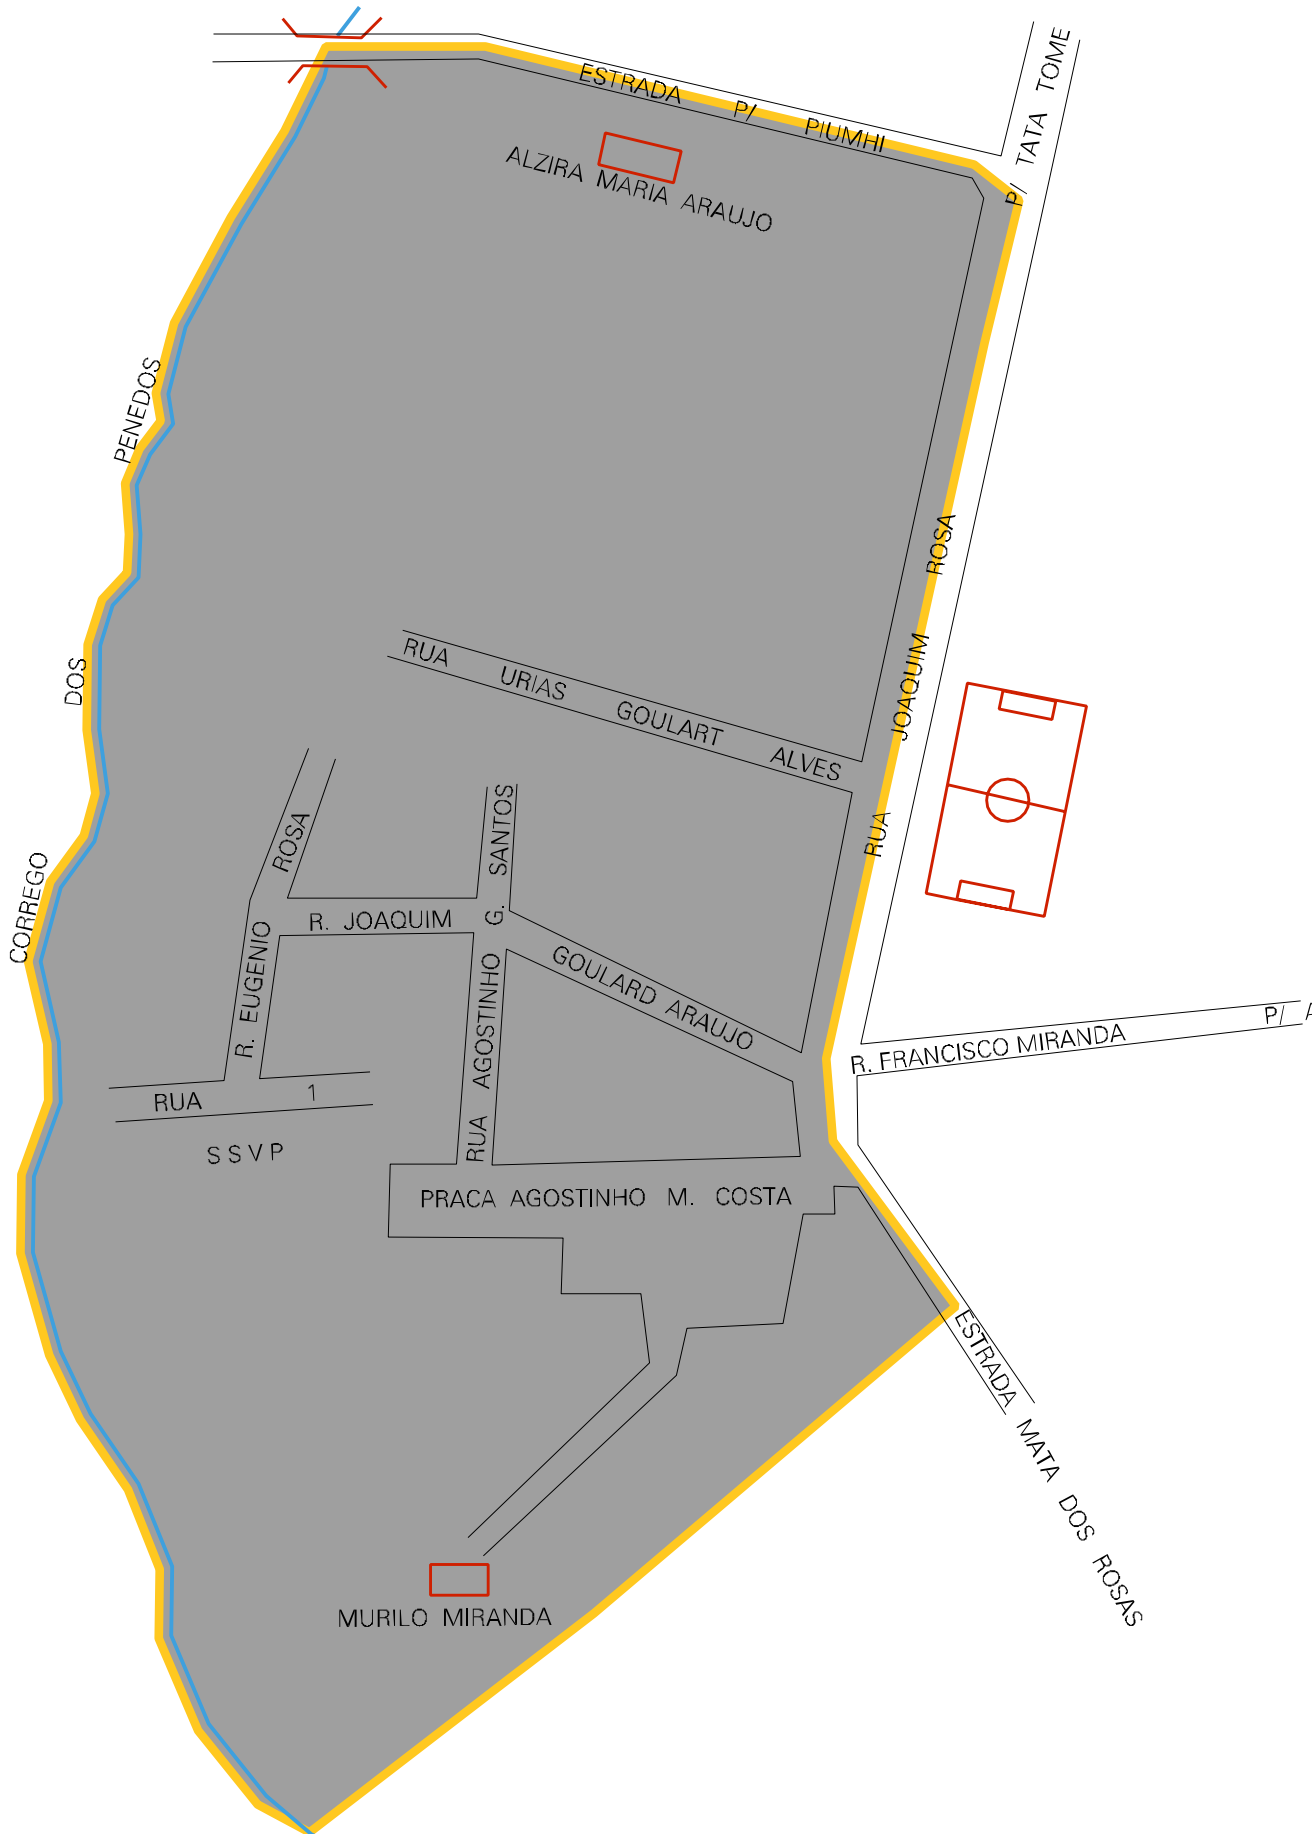 ESTRADA P/ PIUMHI
P/ TATA TOME
ALZIRA MARIA ARAUJO
CORREGO DOS PENEDOS
RUA JOAQUIM ROSA
RUA URIAS GOULART ALVES
R. EUGENIO ROSA
R. JOAQUIM GOULARD ARAUJO
RUA AGOSTINHO G. SANTOS
R. FRANCISCO MIRANDA P/
RUA 1
SSVP
PRACA AGOSTINHO M. COSTA
ESTRADA MATA DOS ROSAS
MURILO MIRANDA